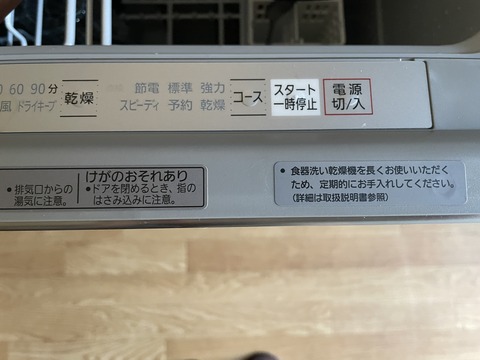 0 60 90分
風 ドライキープ
乾燥
節電 標準 強力
スピーディ 予約 乾燥
コース
スタート
一時停止
電源
切/入
・排気口からの
湯気に注意。
けがのおそれあり
・ドアを閉めるとき、指の
はさみ込みに注意。
・食器洗い乾燥機を長くお使いいただく
ため、定期的にお手入れしてください。
(詳細は取扱説明書参照)